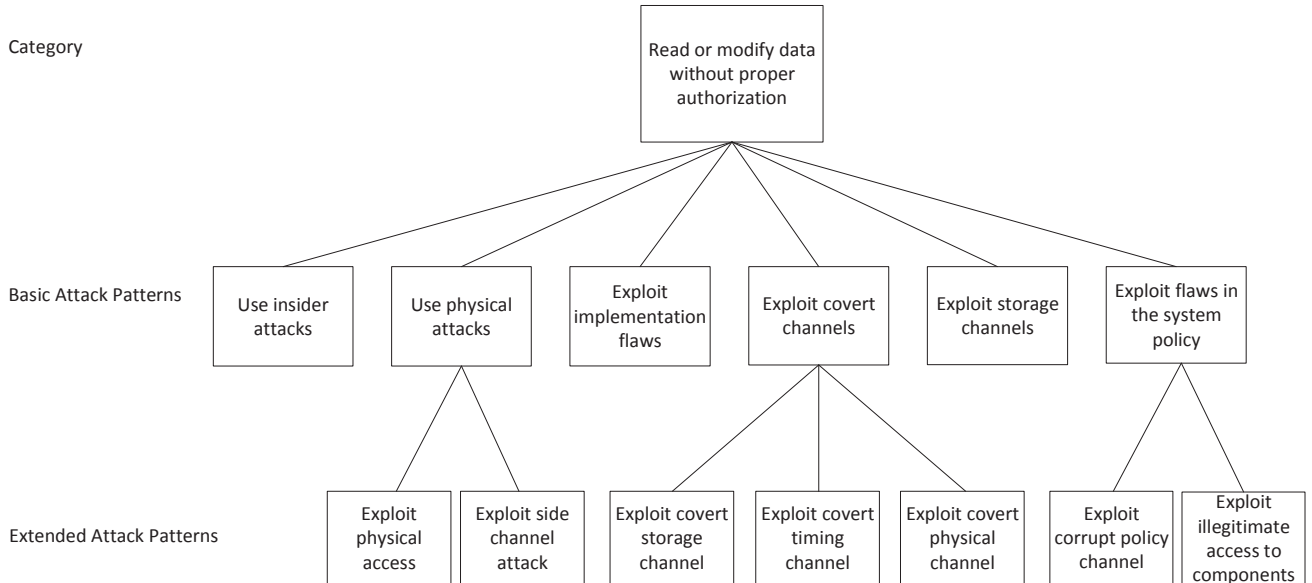 Category
Read or modify data
without proper
authorization
Basic Attack Patterns
Use insider
attacks
Use physical
attacks
Exploit
implementation
flaws
Exploit covert
channels
Exploit storage
channels
Exploit flaws in
the system
policy
Extended Attack Patterns
Exploit
physical
access
Exploit side
channel
attack
Exploit covert
storage
channel
Exploit covert
timing
channel
Exploit covert
physical
channel
Exploit
corrupt policy
channel
Exploit
illegitimate
access to
components